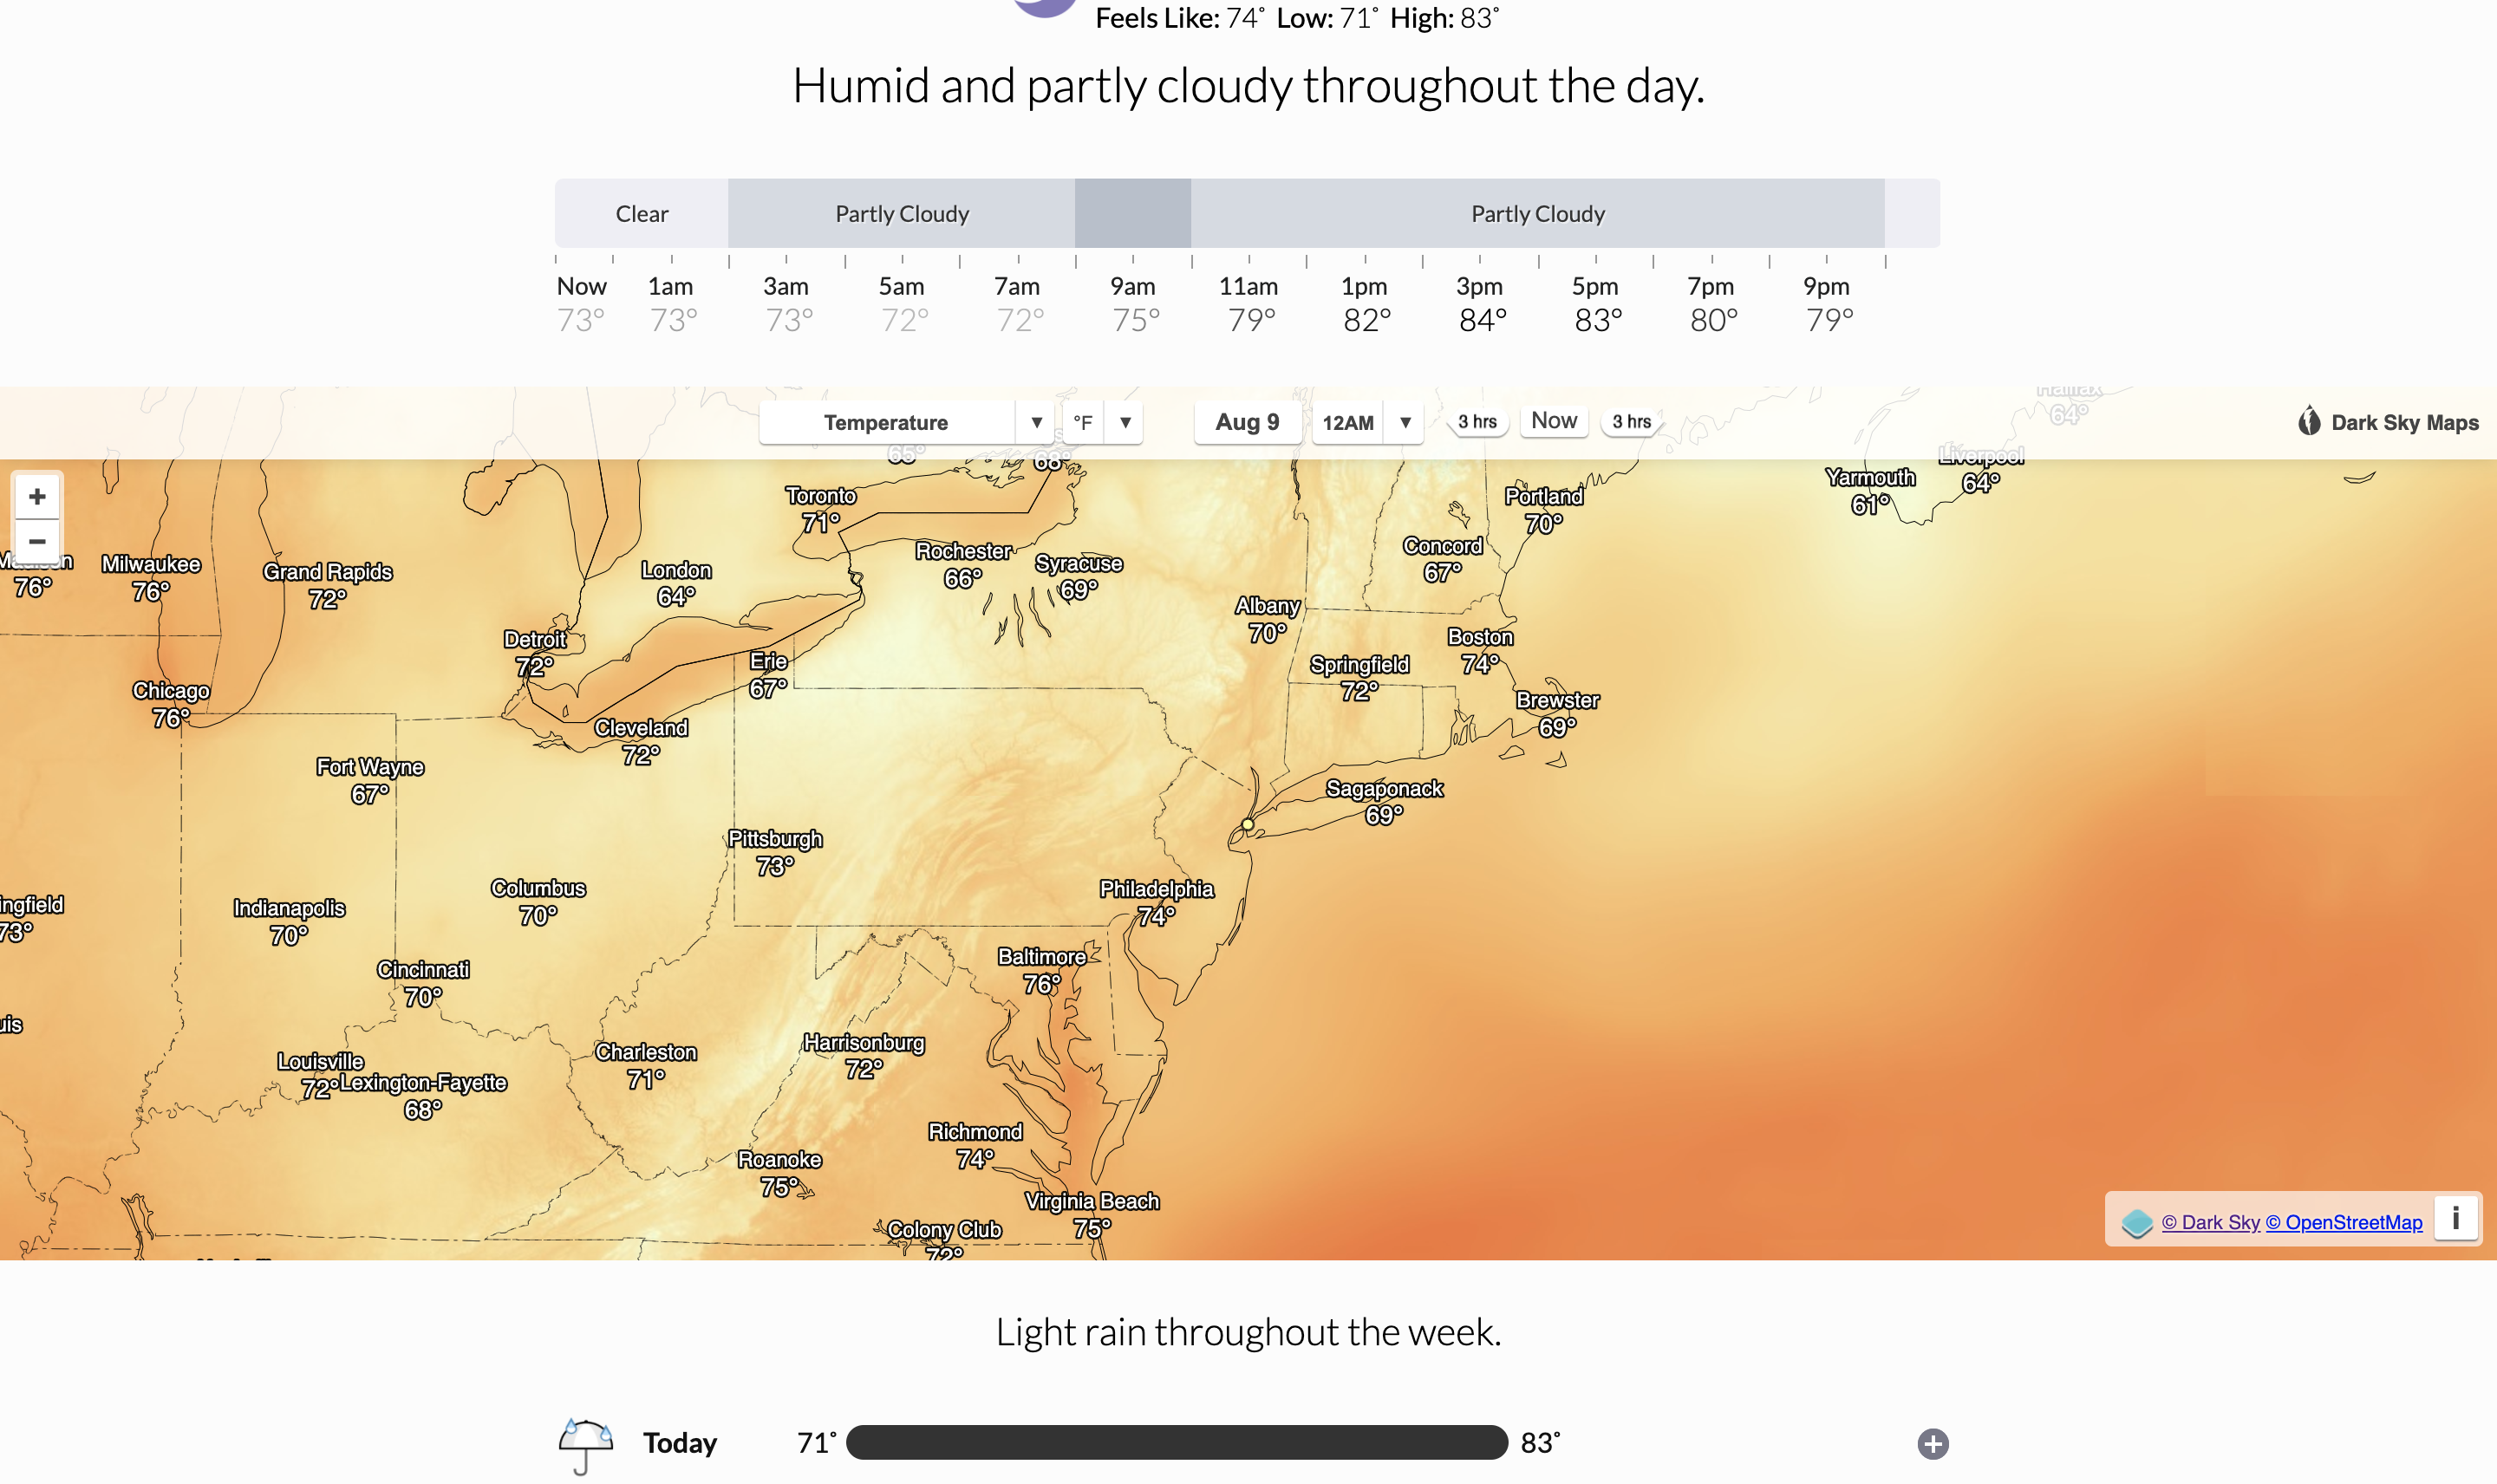 Feels Like: 74° Low: 71° High: 83°
Humid and partly cloudy throughout the day.
Clear
Partly Cloudy
Partly Cloudy
Now 1am 3am 5am 7am 9am 11am 1pm 3pm 5pm 7pm 9pm
73° 73° 73° 72° 72° 75° 79° 82° 84° 83° 80° 79°
Temperature ▼ °F ▼ Aug 9 12AM ▼ 3 hrs Now 3 hrs
Dark Sky Maps
Halifax
64°
65°
68°
Liverpool
64°
Yarmouth
61°
+
−
Toronto
71°
Portland
70°
Concord
67°
Rochester
66°
Syracuse
69°
London
64°
76°
Milwaukee
76°
Grand Rapids
72°
Albany
70°
Boston
74°
Detroit
72°
Erie
67°
Springfield
72°
Chicago
76°
Brewster
69°
Cleveland
72°
Fort Wayne
67°
Sagaponack
69°
Pittsburgh
73°
Philadelphia
74°
Columbus
70°
ingfield
73°
Indianapolis
70°
Baltimore
76°
Cincinnati
70°
uis
Harrisonburg
72°
Charleston
71°
Louisville
72°
Lexington-Fayette
68°
Richmond
74°
Roanoke
75°
Virginia Beach
75°
Colony Club
72°
© Dark Sky © OpenStreetMap
i
Light rain throughout the week.
Today 71° 83° +